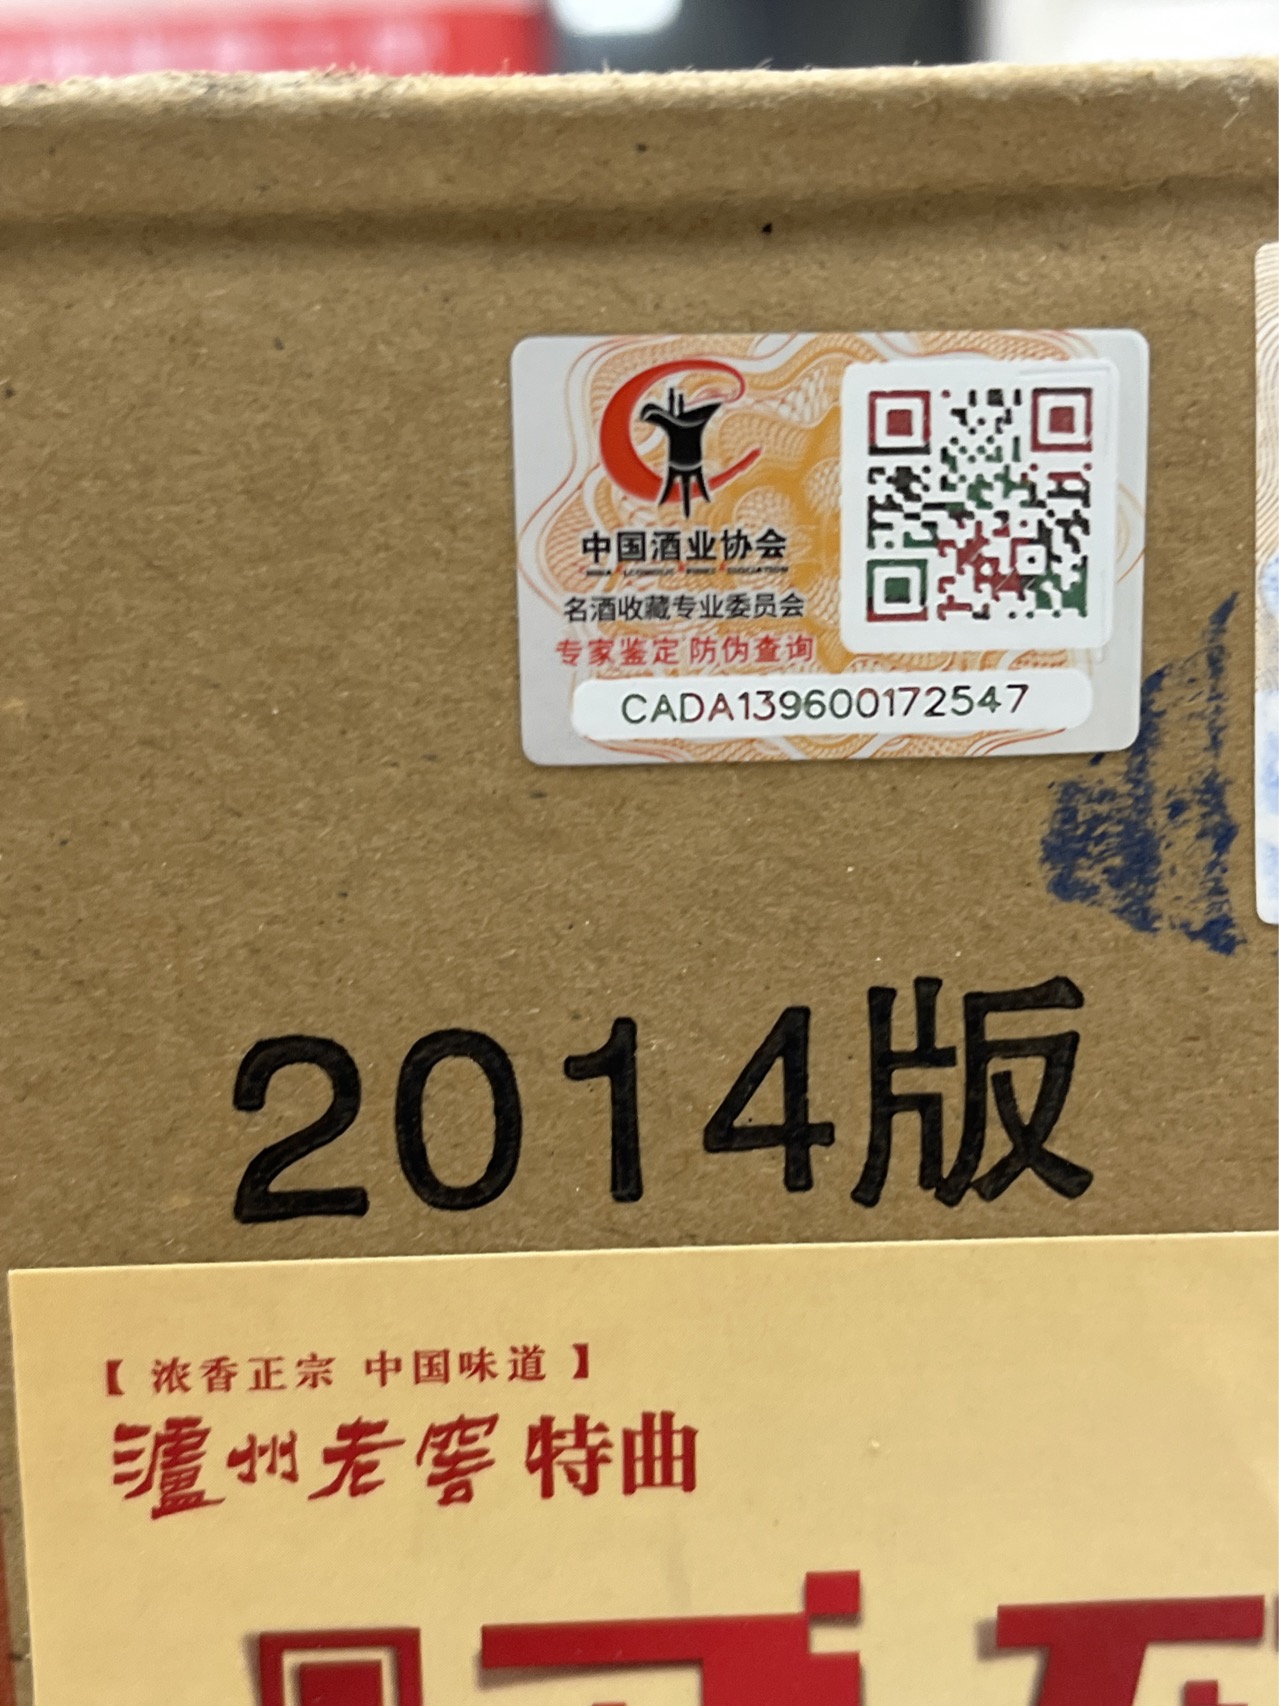 中国酒业协会
名酒收藏专业委员会
专家鉴定 防伪查询
CADA139600172547
2014版
【 浓香正宗 中国味道 】
泸州老窖 特曲